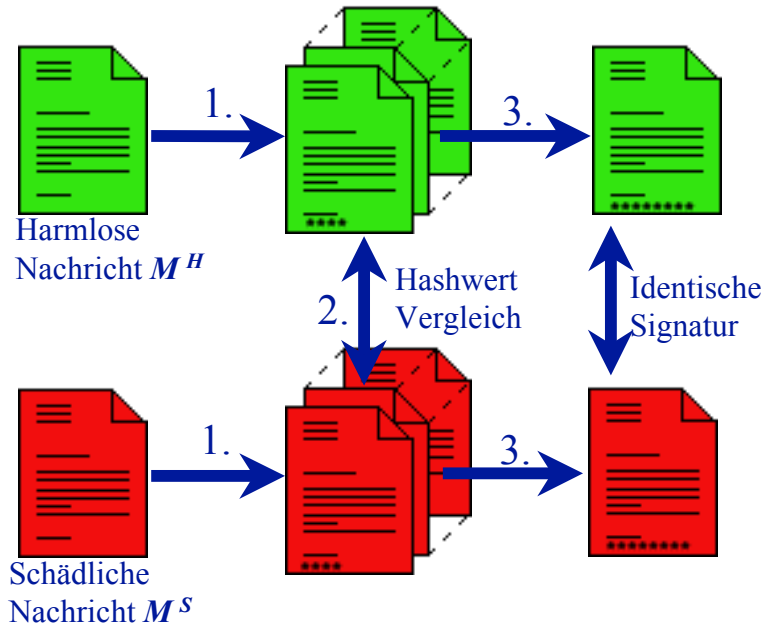 1.
3.
Harmlose
Nachricht M H
2.
Hashwert
Vergleich
Identische
Signatur
1.
3.
Schädliche
Nachricht M S